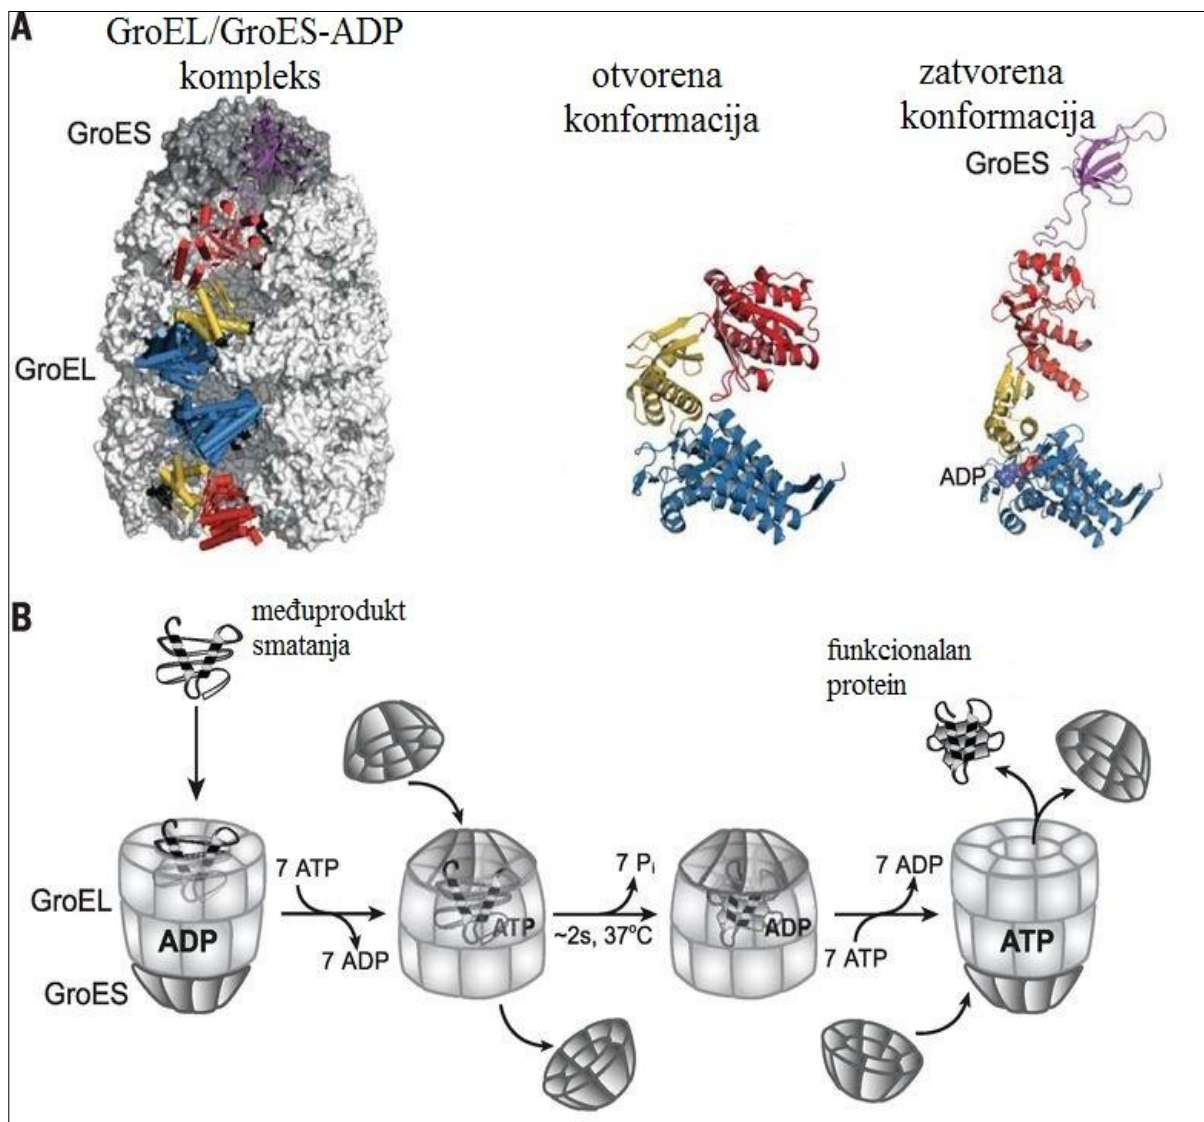 A
GroEL/GroES-ADP
kompleks
GroES
GroEL
otvorena
konformacija
zatvorena
konformacija
GroES
ADP
B
međuprodukt
smatanja
GroEL
ADP
GroES
7 ATP
7 ADP
ATP
7 Pi
~2s, 37°C
ADP
7 ADP
7 ATP
funkcionalan
protein
ATP